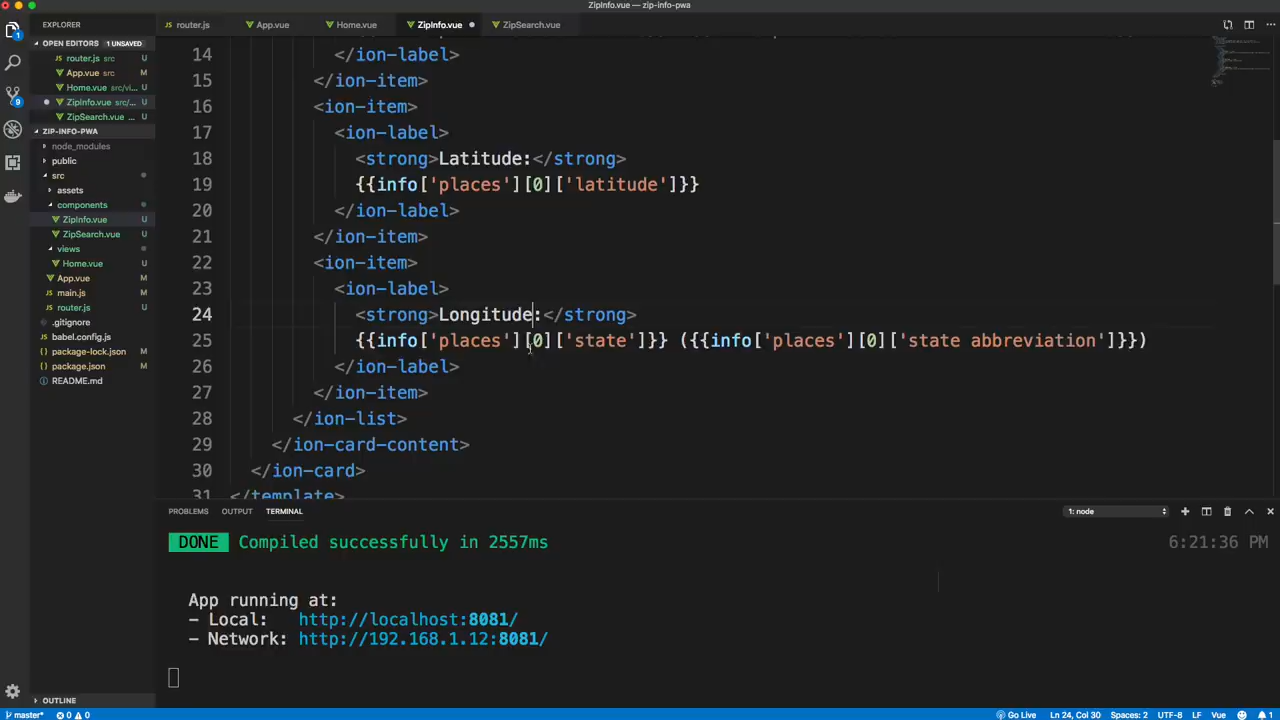 ZipInfo.vue — zip-info-pwa
EXPLORER
router.js
App.vue
Home.vue
ZipInfo.vue
ZipSearch.vue
OPEN EDITORS 1 UNSAVED
JS router.js src U
App.vue src M
Home.vue src/vi... U
ZipInfo.vue src/... U
ZipSearch.vue ... U
ZIP-INFO-PWA
node_modules
public
src
assets
components
ZipInfo.vue U
ZipSearch.vue U
views
Home.vue U
App.vue M
JS main.js M
JS router.js U
.gitignore
babel.config.js
package-lock.json M
package.json M
README.md
OUTLINE
14 </ion-label>
15 </ion-item>
16 <ion-item>
17 <ion-label>
18 <strong>Latitude:</strong>
19 {{info['places'][0]['latitude']}}
20 </ion-label>
21 </ion-item>
22 <ion-item>
23 <ion-label>
24 <strong>Longitude:</strong>
25 {{info['places'][0]['state']}} ({{info['places'][0]['state abbreviation']}})
26 </ion-label>
27 </ion-item>
28 </ion-list>
29 </ion-card-content>
30 </ion-card>
31 </template>
PROBLEMS OUTPUT TERMINAL 1: node
DONE Compiled successfully in 2557ms 6:21:36 PM
App running at:
- Local: http://localhost:8081/
- Network: http://192.168.1.12:8081/
master* 0 0 Go Live Ln 24, Col 30 Spaces: 2 UTF-8 LF Vue 1